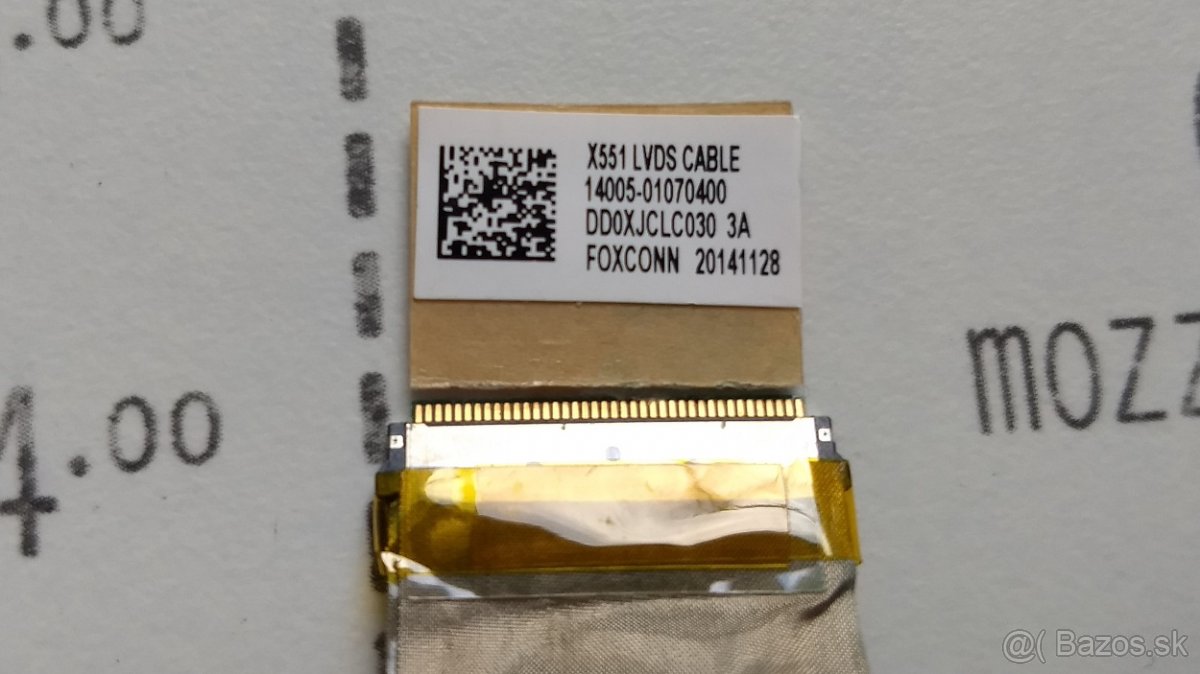 .00
X551 LVDS CABLE
14005-01070400
DD0XJCLC030 3A
FOXCONN 20141128
mozz
4.00
@( Bazos.sk